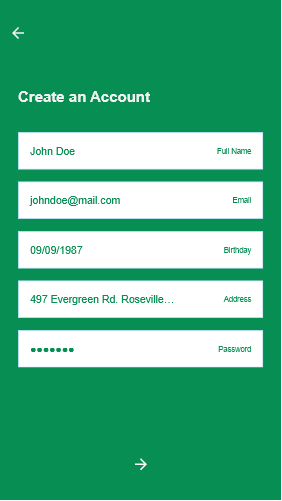 Create an Account
John Doe Full Name
johndoe@mail.com Email
09/09/1987 Birthday
497 Evergreen Rd. Roseville... Address
●●●●●●● Password